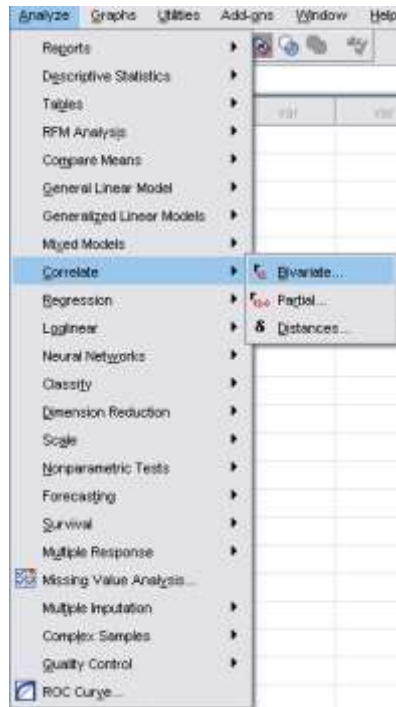 Analyze Graphs Utilities Add-ons Window Help
Reports
Descriptive Statistics
Tables
RFM Analysis
Compare Means
General Linear Model
Generalized Linear Models
Mixed Models
Correlate
Regression
Loglinear
Neural Networks
Classify
Dimension Reduction
Scale
Nonparametric Tests
Forecasting
Survival
Multiple Response
Missing Value Analysis...
Multiple Imputation
Complex Samples
Quality Control
ROC Curve...
var var
Bivariate...
Partial...
δ Distances...